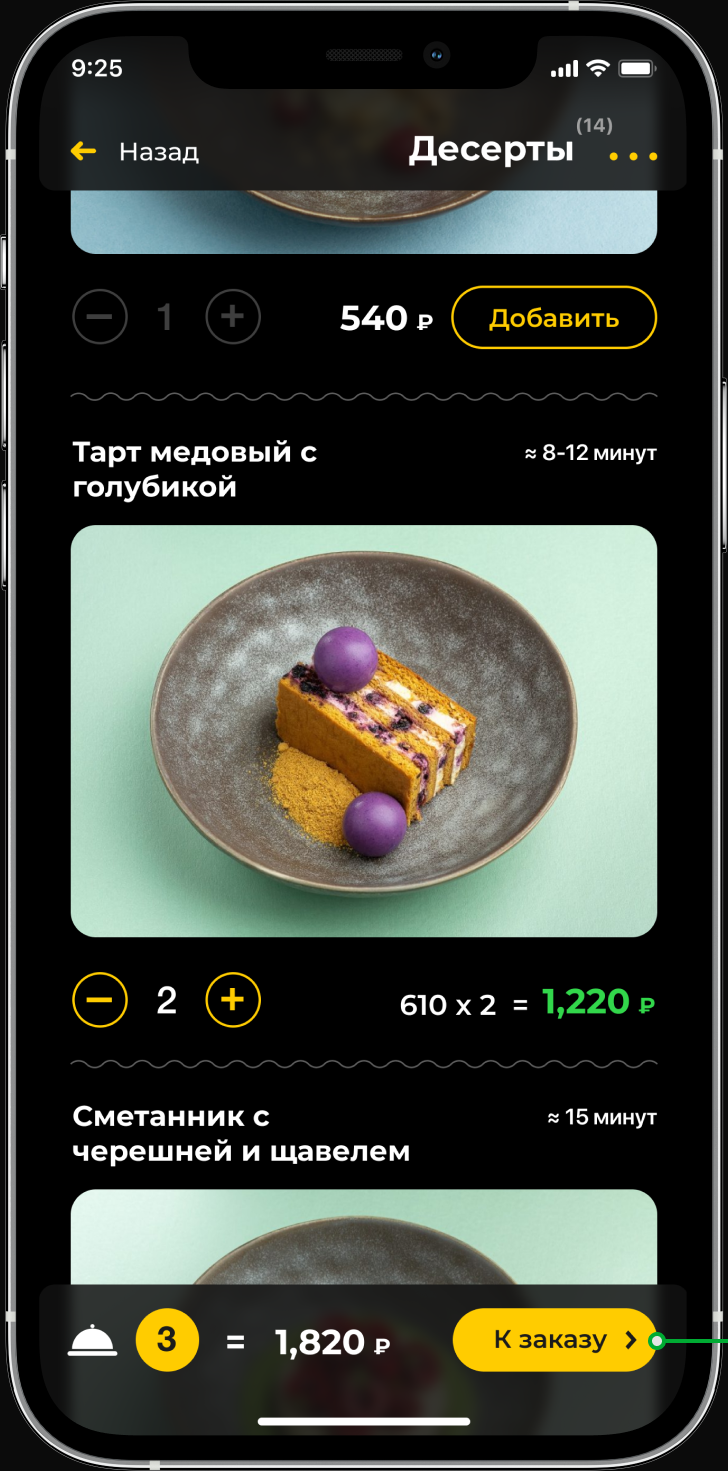 9:25
Назад
Десерты (14)
1
540 ₽
Добавить
Тарт медовый с
голубикой
≈ 8-12 минут
2
610 x 2 = 1,220 ₽
Сметанник с
черешней и щавелем
≈ 15 минут
3 = 1,820 ₽
К заказу